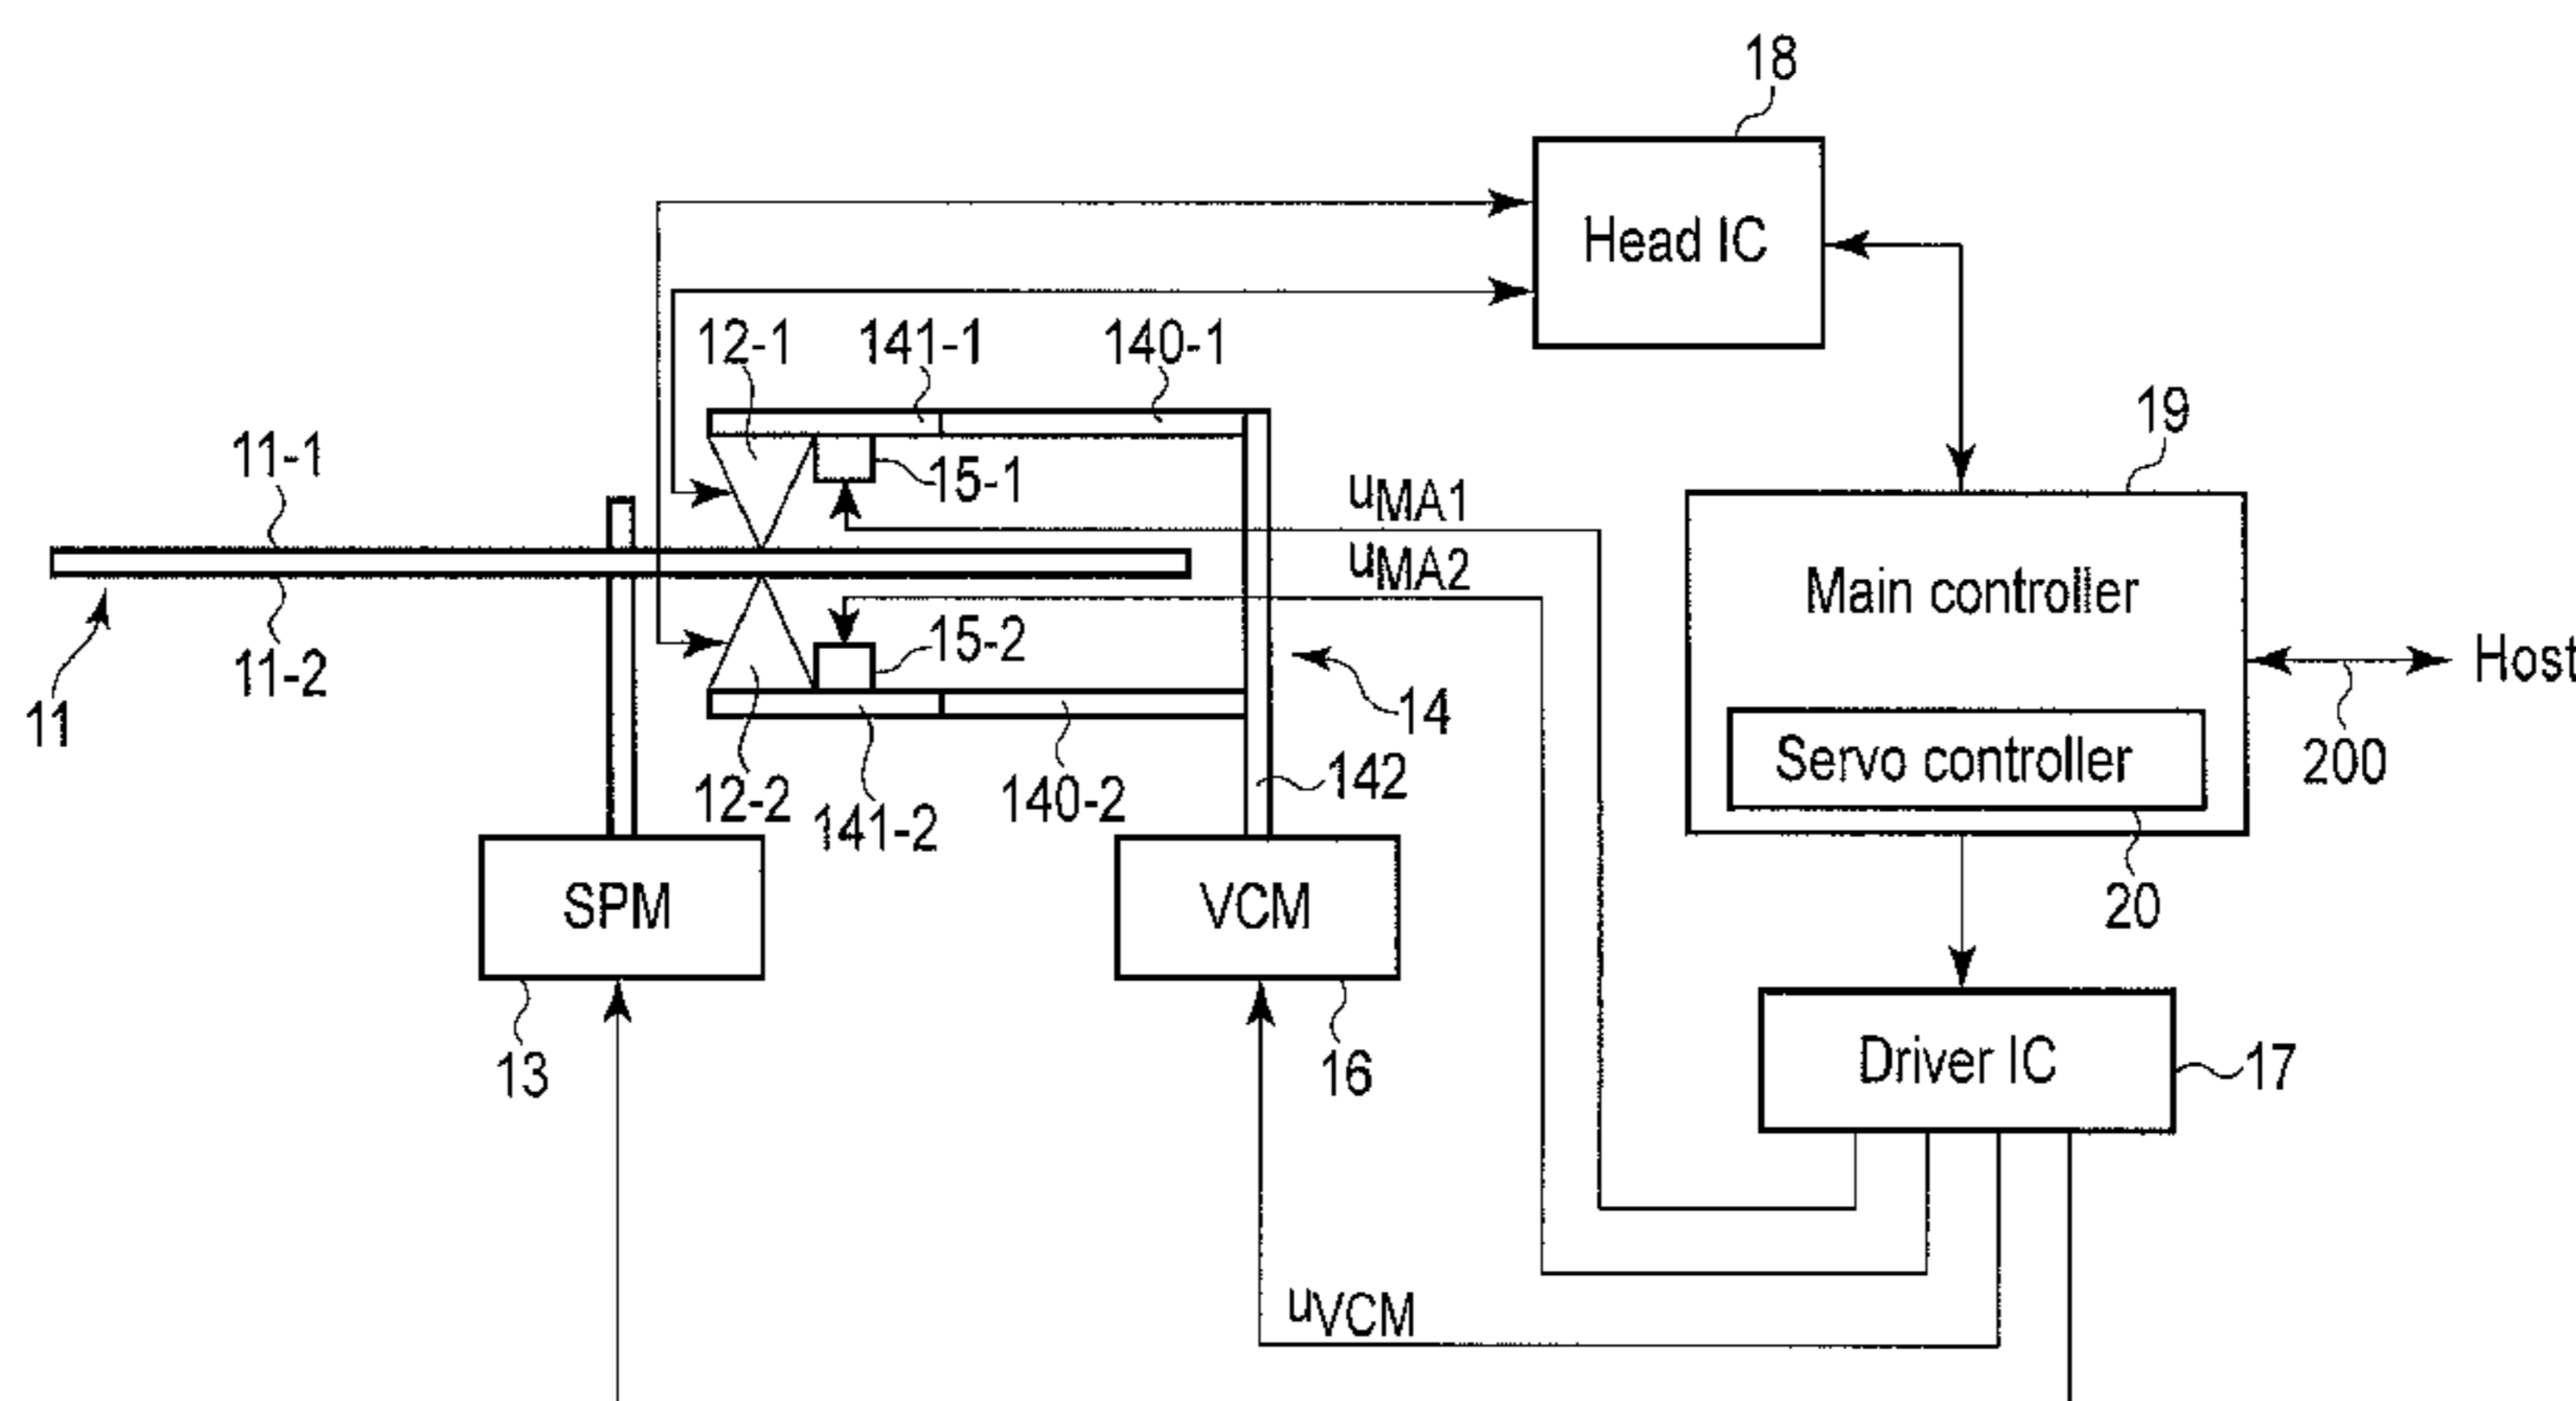 18
Head IC
12-1
141-1
140-1
19
11-1
15-1
uMA1
uMA2
Main controller
15-2
Host
11-2
11
14
Servo controller
200
12-2
141-2
140-2
142
SPM
VCM
20
Driver IC
17
13
16
uVCM